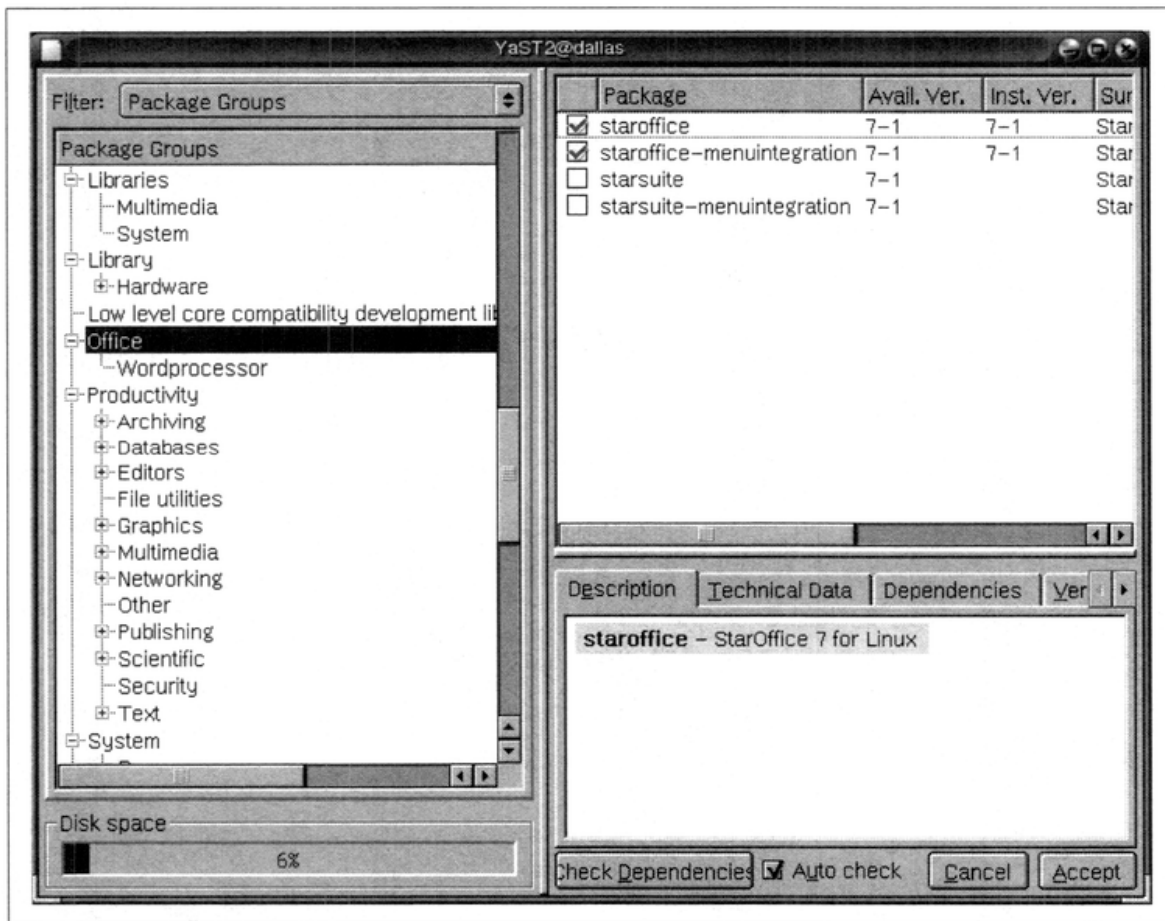 YaST2@dallas
Filter: Package Groups
Package Groups
Libraries
Multimedia
System
Library
Hardware
Low level core compatibility development lib
Office
Wordprocessor
Productivity
Archiving
Databases
Editors
File utilities
Graphics
Multimedia
Networking
Other
Publishing
Scientific
Security
Text
System
Disk space
6%
Package Avail. Ver. Inst. Ver. Sur
staroffice 7-1 7-1 Star
staroffice-menuintegration 7-1 7-1 Star
starsuite 7-1 Star
starsuite-menuintegration 7-1 Star
Description Technical Data Dependencies Ver
staroffice – StarOffice 7 for Linux
Check Dependencies Auto check Cancel Accept